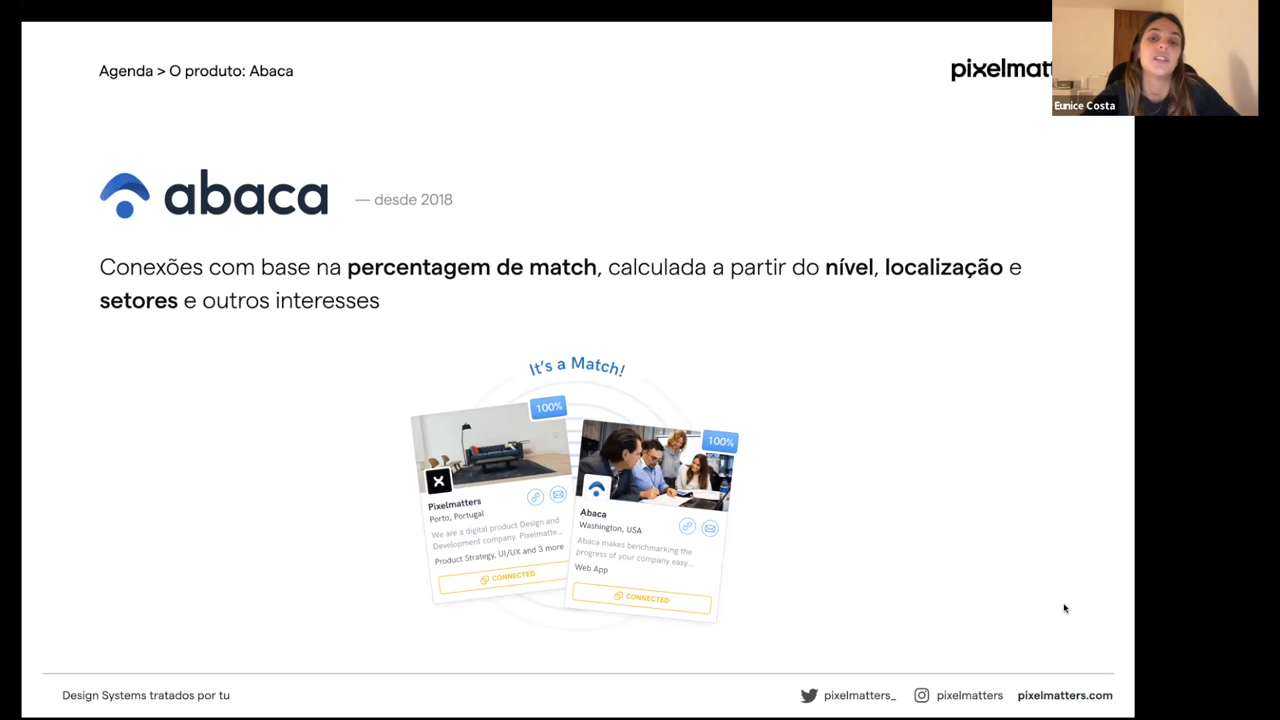 Agenda > O produto: Abaca
pixelmatt
Eunice Costa
abaca
— desde 2018
Conexões com base na percentagem de match, calculada a partir do nível, localização e
setores e outros interesses
It's a Match!
100%
Pixelmatters
Porto, Portugal
We are a digital product Design and
Development company. Pixelmatte...
Product Strategy, UI/UX and 3 more
CONNECTED
100%
Abaca
Washington, USA
Abaca makes benchmarking the
progress of your company easy...
Web App
CONNECTED
Design Systems tratados por tu
pixelmatters_
pixelmatters
pixelmatters.com